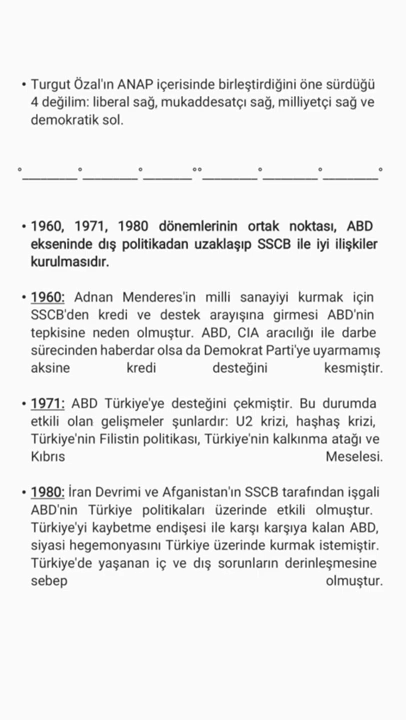 • Turgut Özal'ın ANAP içerisinde birleştirdiğini öne sürdüğü
4 değilim: liberal sağ, mukaddesatçı sağ, milliyetçi sağ ve
demokratik sol.
°_________°_________°________°°_________°_________°_________°
• 1960, 1971, 1980 dönemlerinin ortak noktası, ABD
ekseninde dış politikadan uzaklaşıp SSCB ile iyi ilişkiler
kurulmasıdır.
• 1960: Adnan Menderes'in milli sanayiyi kurmak için
SSCB'den kredi ve destek arayışına girmesi ABD'nin
tepkisine neden olmuştur. ABD, CIA aracılığı ile darbe
sürecinden haberdar olsa da Demokrat Parti'ye uyarmamış
aksine kredi desteğini kesmiştir.
• 1971: ABD Türkiye'ye desteğini çekmiştir. Bu durumda
etkili olan gelişmeler şunlardır: U2 krizi, haşhaş krizi,
Türkiye'nin Filistin politikası, Türkiye'nin kalkınma atağı ve
Kıbrıs Meselesi.
• 1980: İran Devrimi ve Afganistan'ın SSCB tarafından işgali
ABD'nin Türkiye politikaları üzerinde etkili olmuştur.
Türkiye'yi kaybetme endişesi ile karşı karşıya kalan ABD,
siyasi hegemonyasını Türkiye üzerinde kurmak istemiştir.
Türkiye'de yaşanan iç ve dış sorunların derinleşmesine
sebep olmuştur.